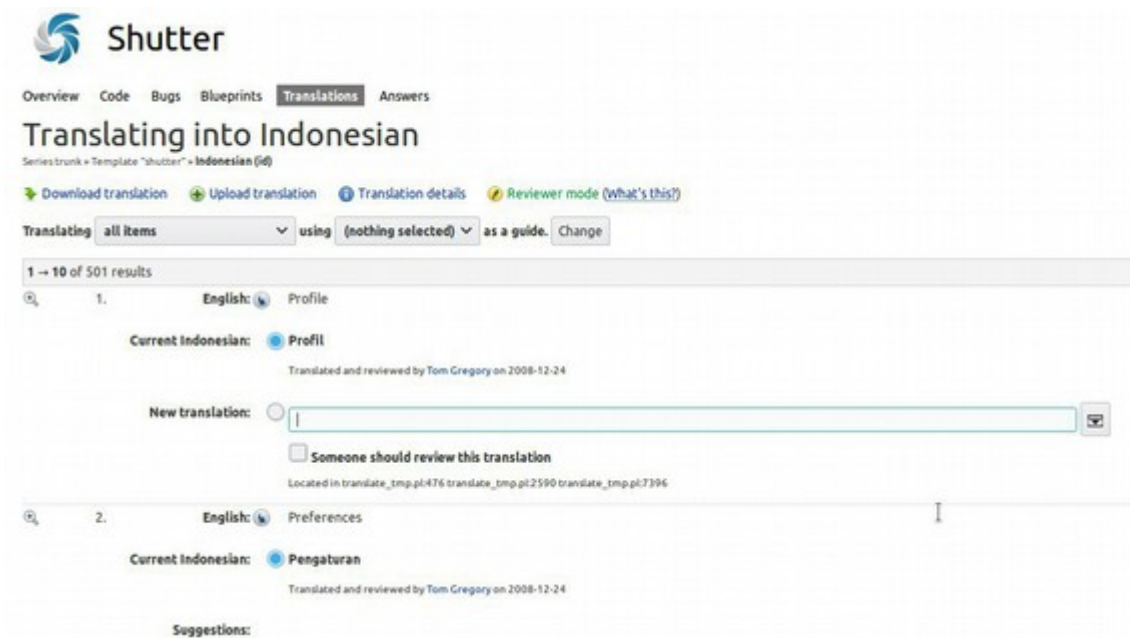 Shutter
Overview Code Bugs Blueprints Translations Answers
Translating into Indonesian
Series trunk » Template "shutter" » Indonesian (id)
Download translation Upload translation Translation details Reviewer mode (What's this?)
Translating all items using (nothing selected) as a guide. Change
1 → 10 of 501 results
1. English: Profile
Current Indonesian: Profil
Translated and reviewed by Tom Gregory on 2008-12-24
New translation:
Someone should review this translation
Located in translate_tmp.pl:476 translate_tmp.pl:2590 translate_tmp.pl:7396
2. English: Preferences
Current Indonesian: Pengaturan
Translated and reviewed by Tom Gregory on 2008-12-24
Suggestions: